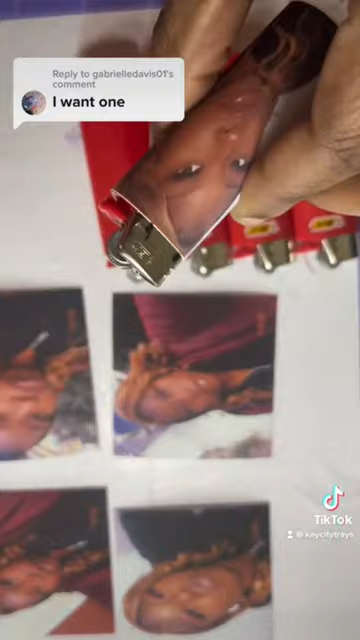 Reply to gabrielledavis01's
comment
I want one
TikTok
@ kaycitytrays